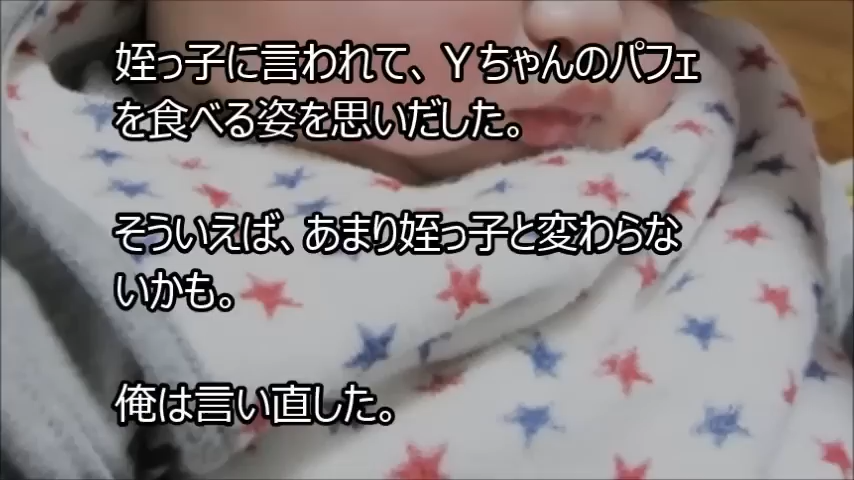 姪っ子に言われて、Ｙちゃんのパフェ
を食べる姿を思いだした。
そういえば、あまり姪っ子と変わらな
いかも。
俺は言い直した。